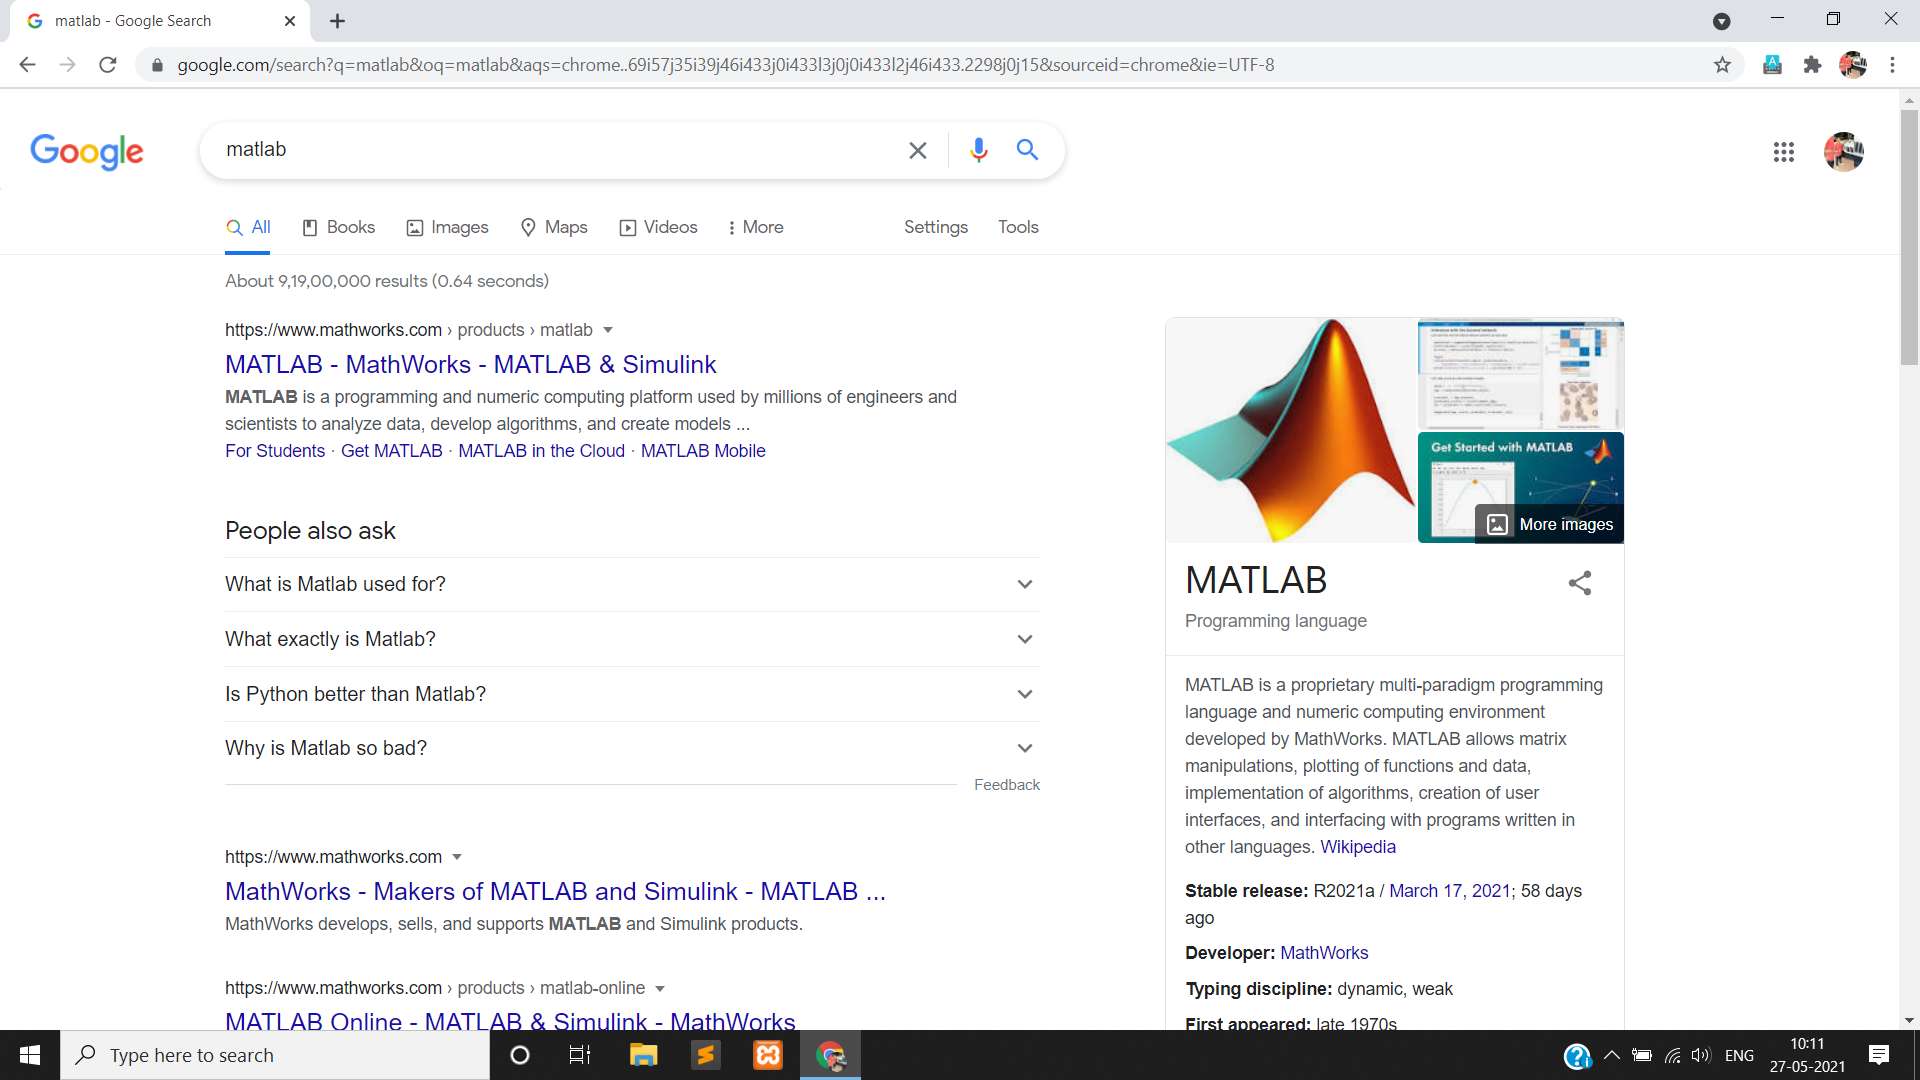 matlab - Google Search
google.com/search?q=matlab&oq=matlab&aqs=chrome..69i57j35i39j46i433j0i433l3j0j0i433l2j46i433.2298j0j15&sourceid=chrome&ie=UTF-8
Google
matlab
All
Books
Images
Maps
Videos
More
Settings
Tools
About 9,19,00,000 results (0.64 seconds)
https://www.mathworks.com › products › matlab
MATLAB - MathWorks - MATLAB & Simulink
MATLAB is a programming and numeric computing platform used by millions of engineers and
scientists to analyze data, develop algorithms, and create models ...
For Students · Get MATLAB · MATLAB in the Cloud · MATLAB Mobile
People also ask
What is Matlab used for?
What exactly is Matlab?
Is Python better than Matlab?
Why is Matlab so bad?
Feedback
https://www.mathworks.com
MathWorks - Makers of MATLAB and Simulink - MATLAB ...
MathWorks develops, sells, and supports MATLAB and Simulink products.
https://www.mathworks.com › products › matlab-online
MATLAB Online - MATLAB & Simulink - MathWorks
Get Started with MATLAB
More images
MATLAB
Programming language
MATLAB is a proprietary multi-paradigm programming
language and numeric computing environment
developed by MathWorks. MATLAB allows matrix
manipulations, plotting of functions and data,
implementation of algorithms, creation of user
interfaces, and interfacing with programs written in
other languages. Wikipedia
Stable release: R2021a / March 17, 2021; 58 days
ago
Developer: MathWorks
Typing discipline: dynamic, weak
First appeared: late 1970s
Type here to search
ENG
10:11
27-05-2021